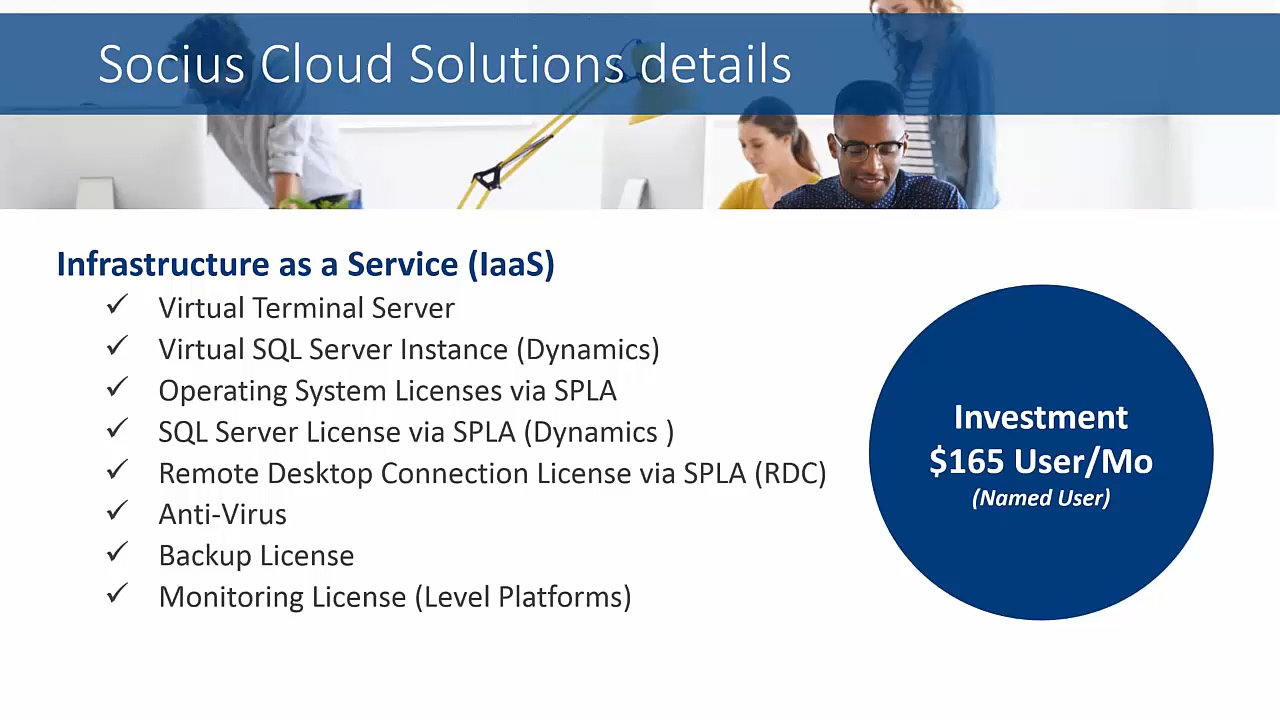 Socius Cloud Solutions details
Infrastructure as a Service (IaaS)
✓ Virtual Terminal Server
✓ Virtual SQL Server Instance (Dynamics)
✓ Operating System Licenses via SPLA
✓ SQL Server License via SPLA (Dynamics )
✓ Remote Desktop Connection License via SPLA (RDC)
✓ Anti-Virus
✓ Backup License
✓ Monitoring License (Level Platforms)
Investment
$165 User/Mo
(Named User)